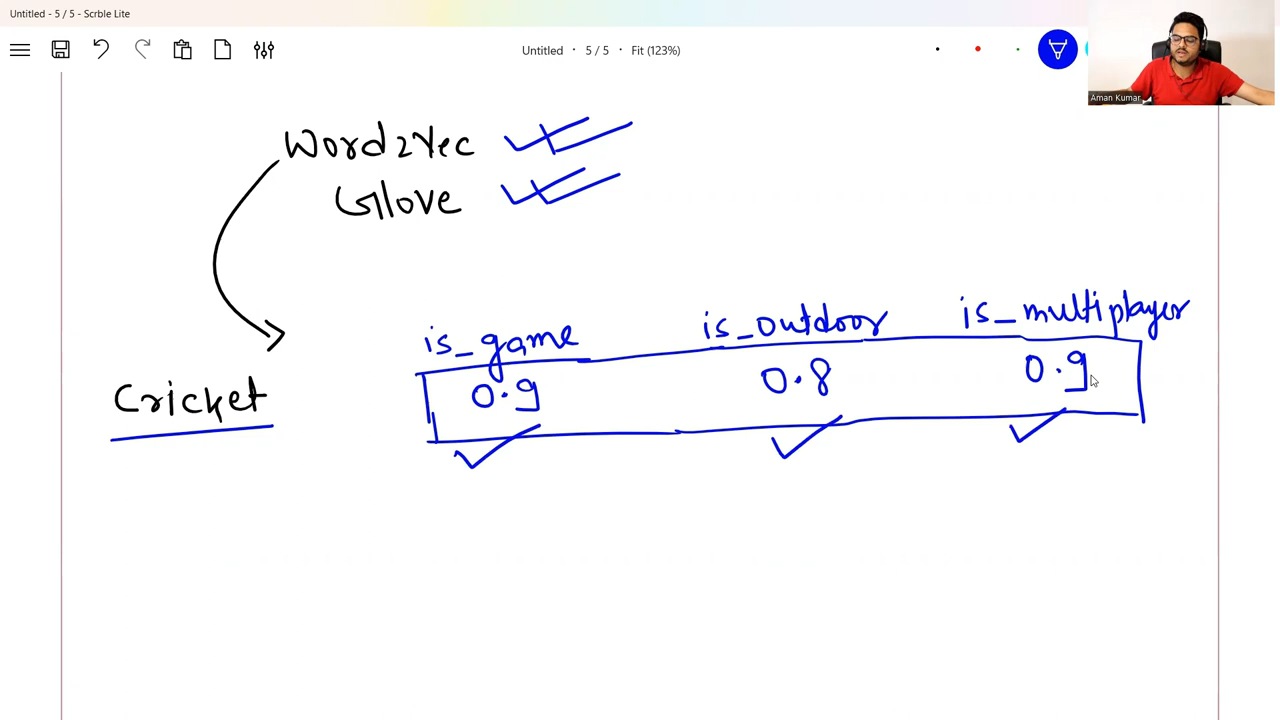 Untitled - 5 / 5 - Scrble Lite
Untitled • 5 / 5 • Fit (123%)
Aman Kumar
Word2Vec
Glove
is_game is_outdoor is_multiplayer
Cricket 0.9 0.8 0.9